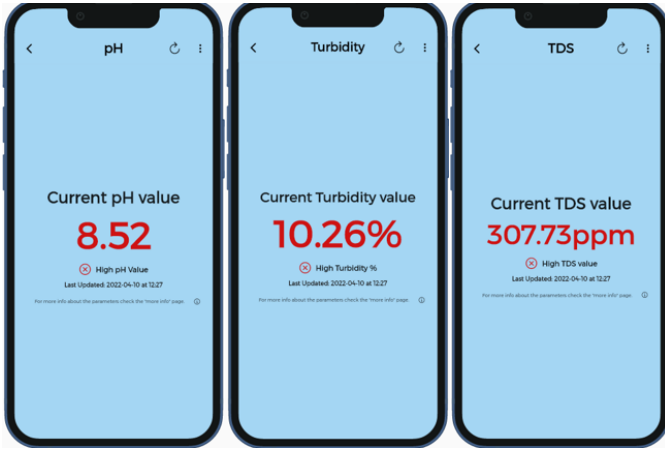 pH
Current pH value
8.52
High pH Value
Last Updated: 2022-04-10 at 12:27
For more info about the parameters check the "more info" page.
Turbidity
Current Turbidity value
10.26%
High Turbidity %
Last Updated: 2022-04-10 at 12:27
For more info about the parameters check the "more info" page.
TDS
Current TDS value
307.73ppm
High TDS value
Last Updated: 2022-04-10 at 12:27
For more info about the parameters check the "more info" page.